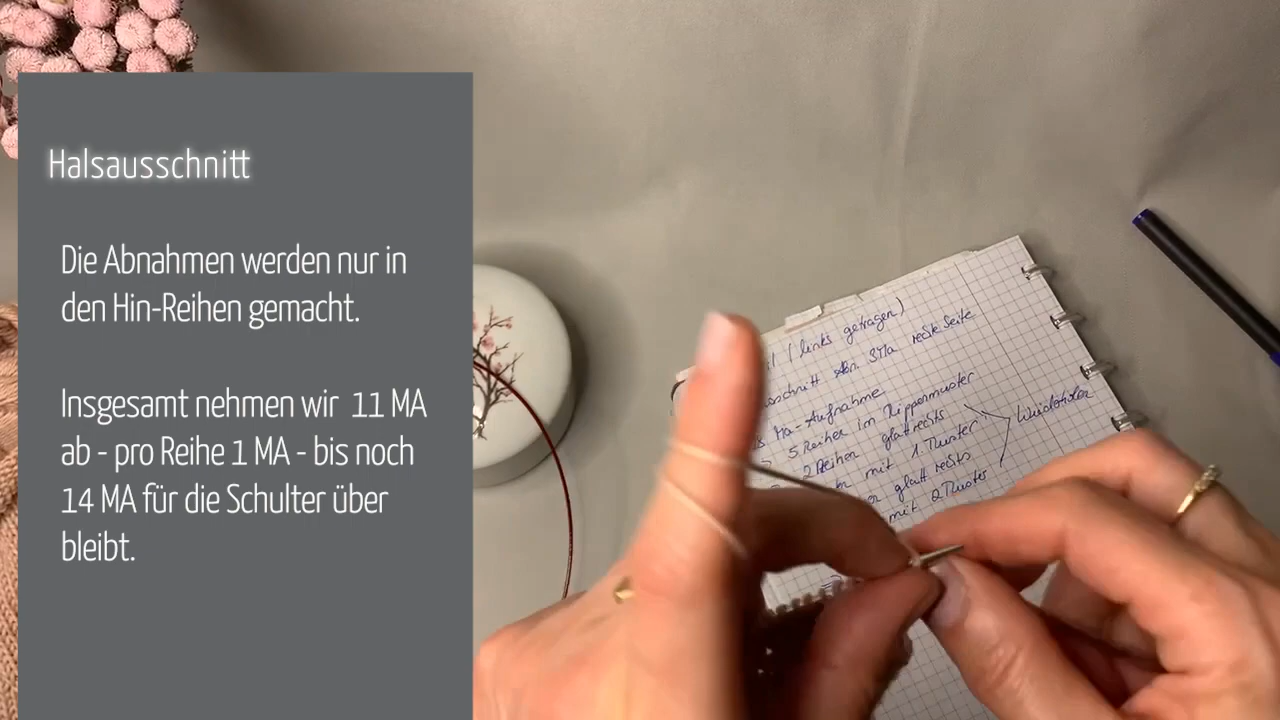 Halsausschnitt
Die Abnahmen werden nur in
den Hin-Reihen gemacht.
Insgesamt nehmen wir 11 MA
ab - pro Reihe 1 MA - bis noch
14 MA für die Schulter über
bleibt.
(links getragen)
rechte Seite
Ma-Aufnahme
5 Reihen im Rippenmuster
2 Reihen glatt rechts
mit 1. Muster
glatt rechts
mit 2. Muster
Wiederholen